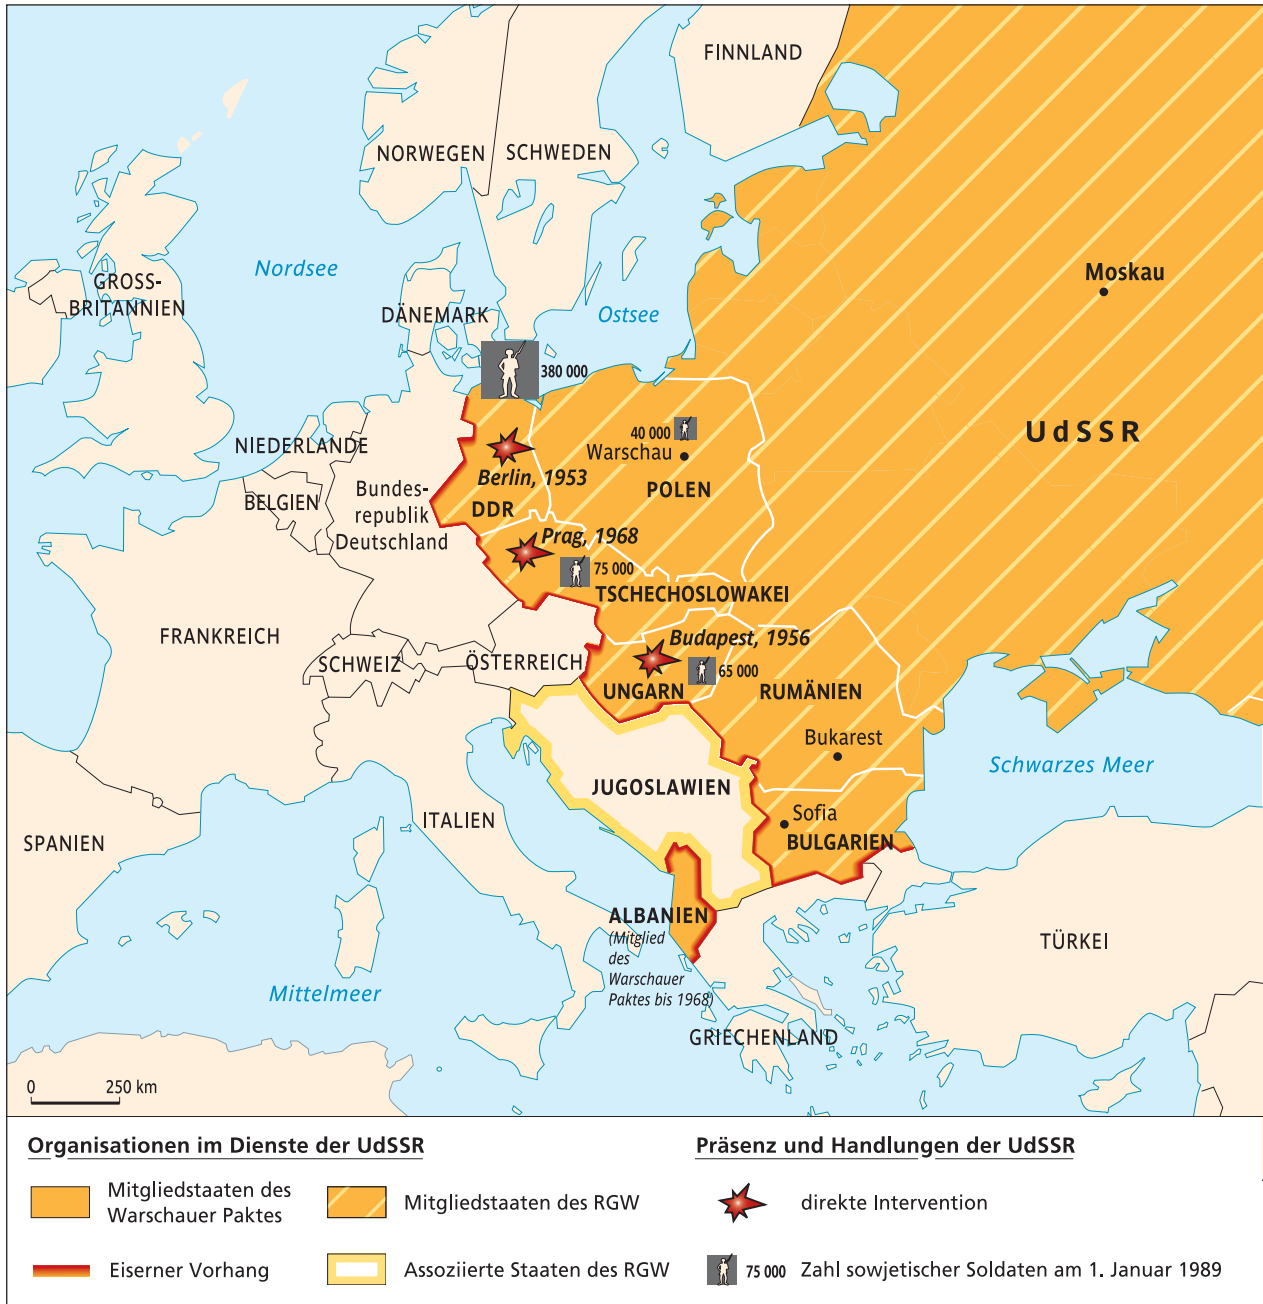 FINNLAND
NORWEGEN
SCHWEDEN
Nordsee
GROSS-
BRITANNIEN
DÄNEMARK
Ostsee
Moskau
380 000
UdSSR
40 000
Warschau
POLEN
NIEDERLANDE
BELGIEN
Bundes-
republik
Deutschland
Berlin, 1953
DDR
Prag, 1968
75 000
TSCHECHOSLOWAKEI
FRANKREICH
SCHWEIZ
ÖSTERREICH
Budapest, 1956
65 000
UNGARN
RUMÄNIEN
Bukarest
Schwarzes Meer
JUGOSLAWIEN
ITALIEN
SPANIEN
Sofia
BULGARIEN
ALBANIEN
(Mitglied
des
Warschauer
Paktes bis 1968)
TÜRKEI
Mittelmeer
GRIECHENLAND
0 250 km
Organisationen im Dienste der UdSSR
Mitgliedstaaten des
Warschauer Paktes
Mitgliedstaaten des RGW
Eiserner Vorhang
Assoziierte Staaten des RGW
Präsenz und Handlungen der UdSSR
direkte Intervention
75 000 Zahl sowjetischer Soldaten am 1. Januar 1989